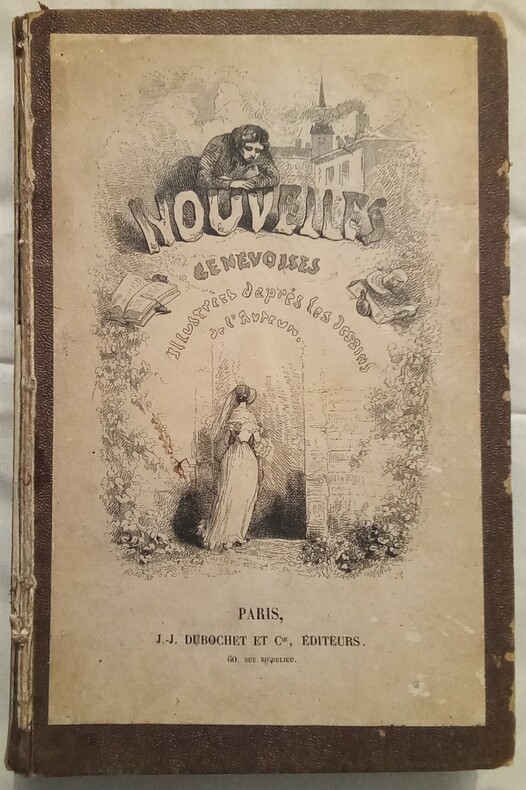 NOUVELLES
GENEVOISES
ILLUSTRÉES d'après les DESSINS
de l'AUTEUR.
PARIS,
J.-J. DUBOCHET ET Cie, ÉDITEURS.
60, RUE RICHELIEU.